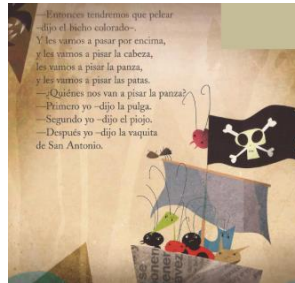 —Entonces tendremos que pelear
–dijo el bicho colorado–.
Y les vamos a pasar por encima,
y les vamos a pisar la cabeza,
les vamos a pisar la panza,
y les vamos a pisar las patas.
—¿Quiénes nos van a pisar la panza?
—Primero yo –dijo la pulga.
—Segundo yo –dijo el piojo.
—Después yo –dijo la vaquita
de San Antonio.